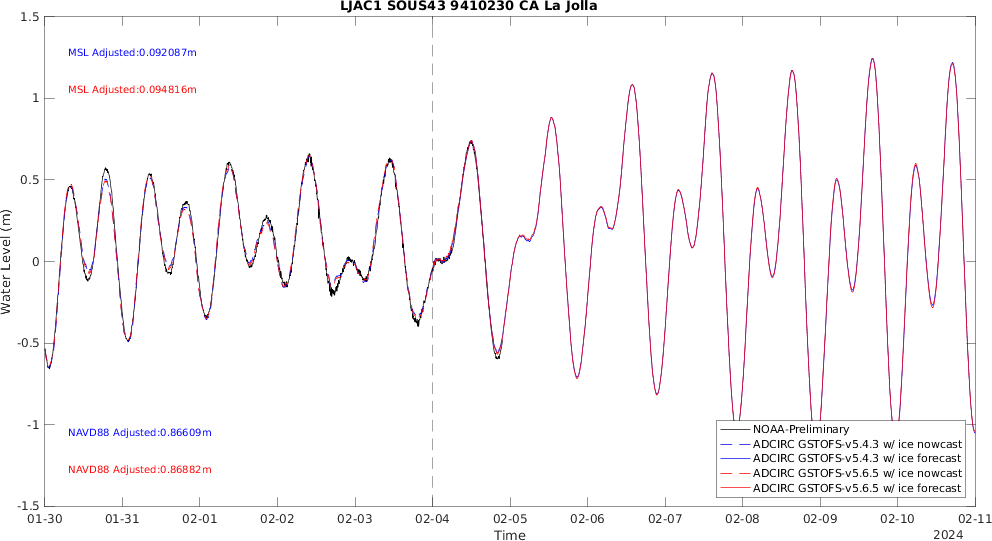 LJAC1 SOUS43 9410230 CA La Jolla
1.5
MSL Adjusted:0.092087m
1
MSL Adjusted:0.094816m
0.5
Water Level (m)
0
-0.5
-1
NAVD88 Adjusted:0.86609m
NAVD88 Adjusted:0.86882m
-1.5
NOAA-Preliminary
ADCIRC GSTOFS-v5.4.3 w/ ice nowcast
ADCIRC GSTOFS-v5.4.3 w/ ice forecast
ADCIRC GSTOFS-v5.6.5 w/ ice nowcast
ADCIRC GSTOFS-v5.6.5 w/ ice forecast
01-30 01-31 02-01 02-02 02-03 02-04 02-05 02-06 02-07 02-08 02-09 02-10 02-11
Time
2024